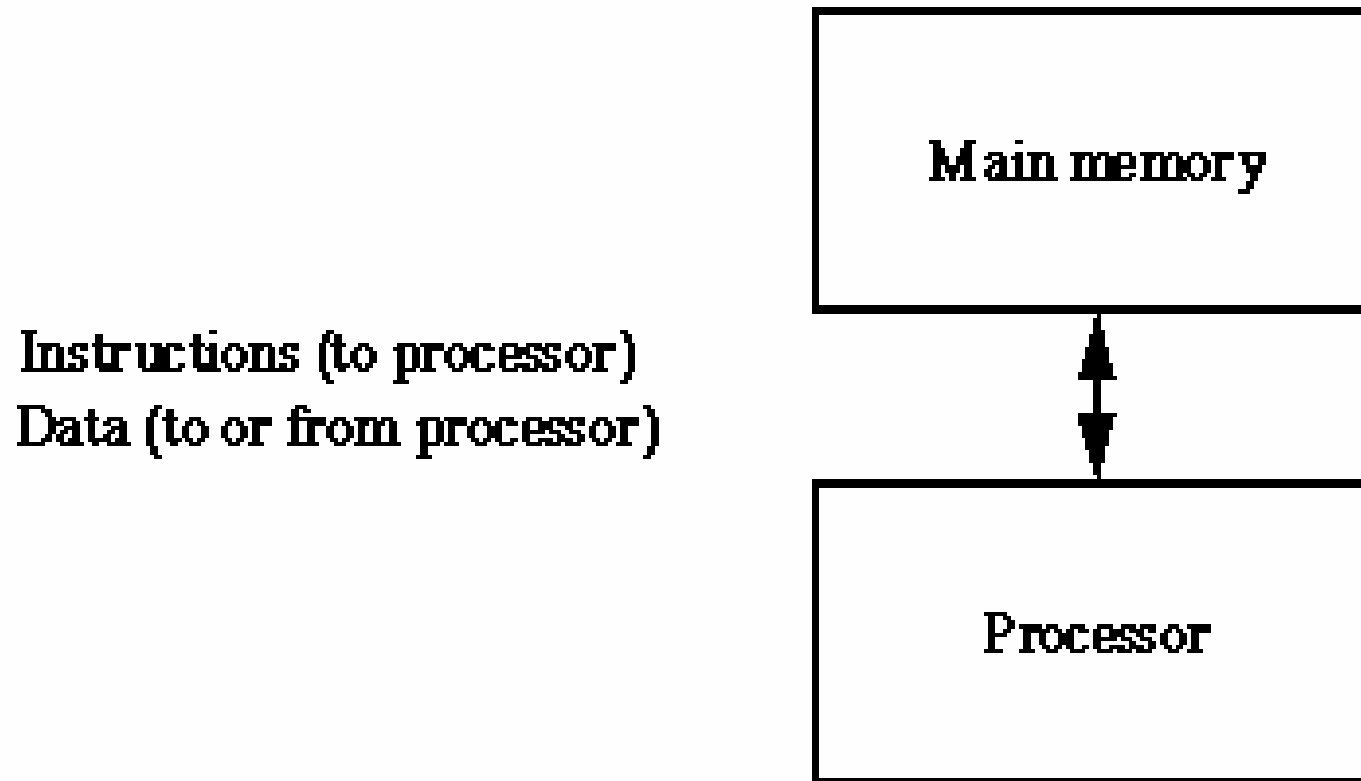 Main memory
Instructions (to processor)
Data (to or from processor)
Processor